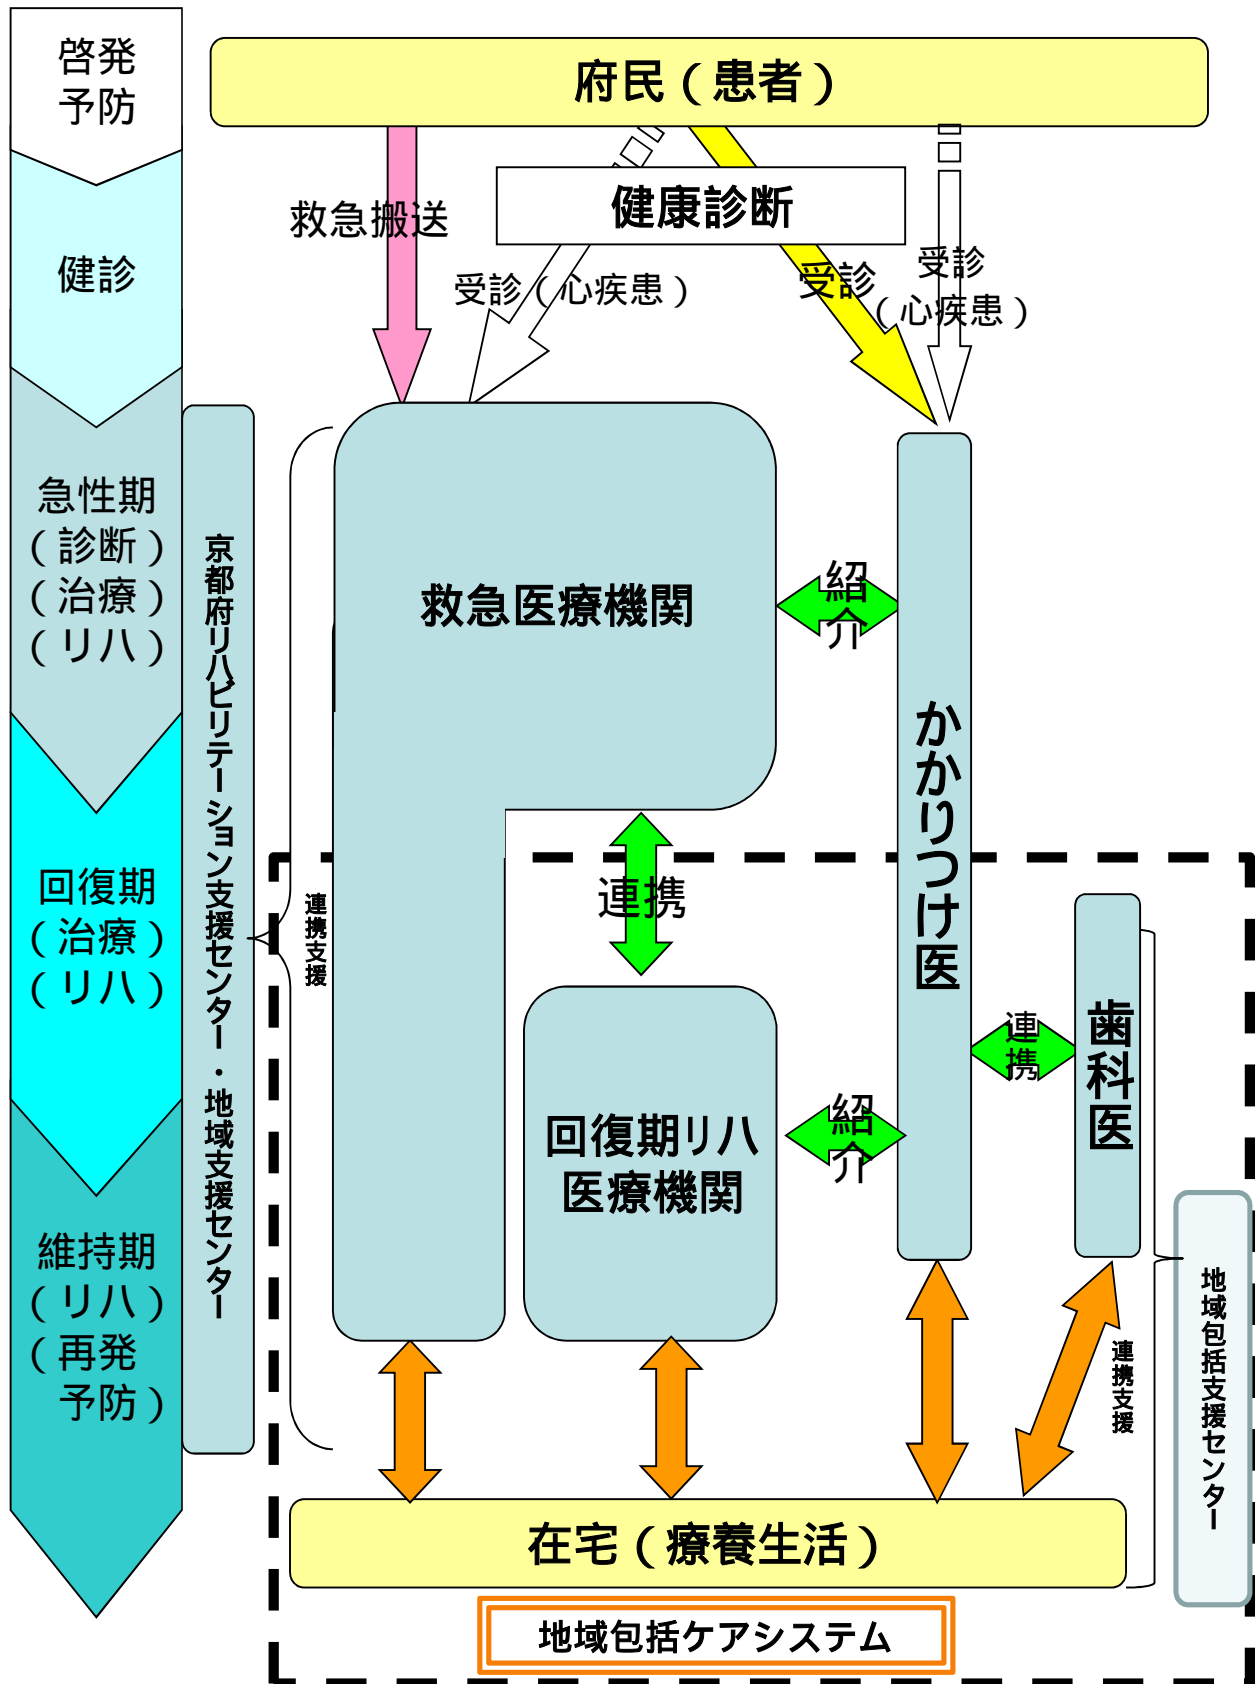 啓発
予防
府民（患者）
健康診断
救急搬送
受診（心疾患）
受診
受診
（心疾患）
健診
急性期
（診断）
（治療）
（リハ）
京都府リハビリテーション支援センター・地域支援センター
救急医療機関
紹
介
かかりつけ医
連携支援
連携
回復期
（治療）
（リハ）
連
携
歯科医
回復期リハ
医療機関
紹
介
維持期
（リハ）
（再発
予防）
連携支援
地域包括支援センター
在宅（療養生活）
地域包括ケアシステム